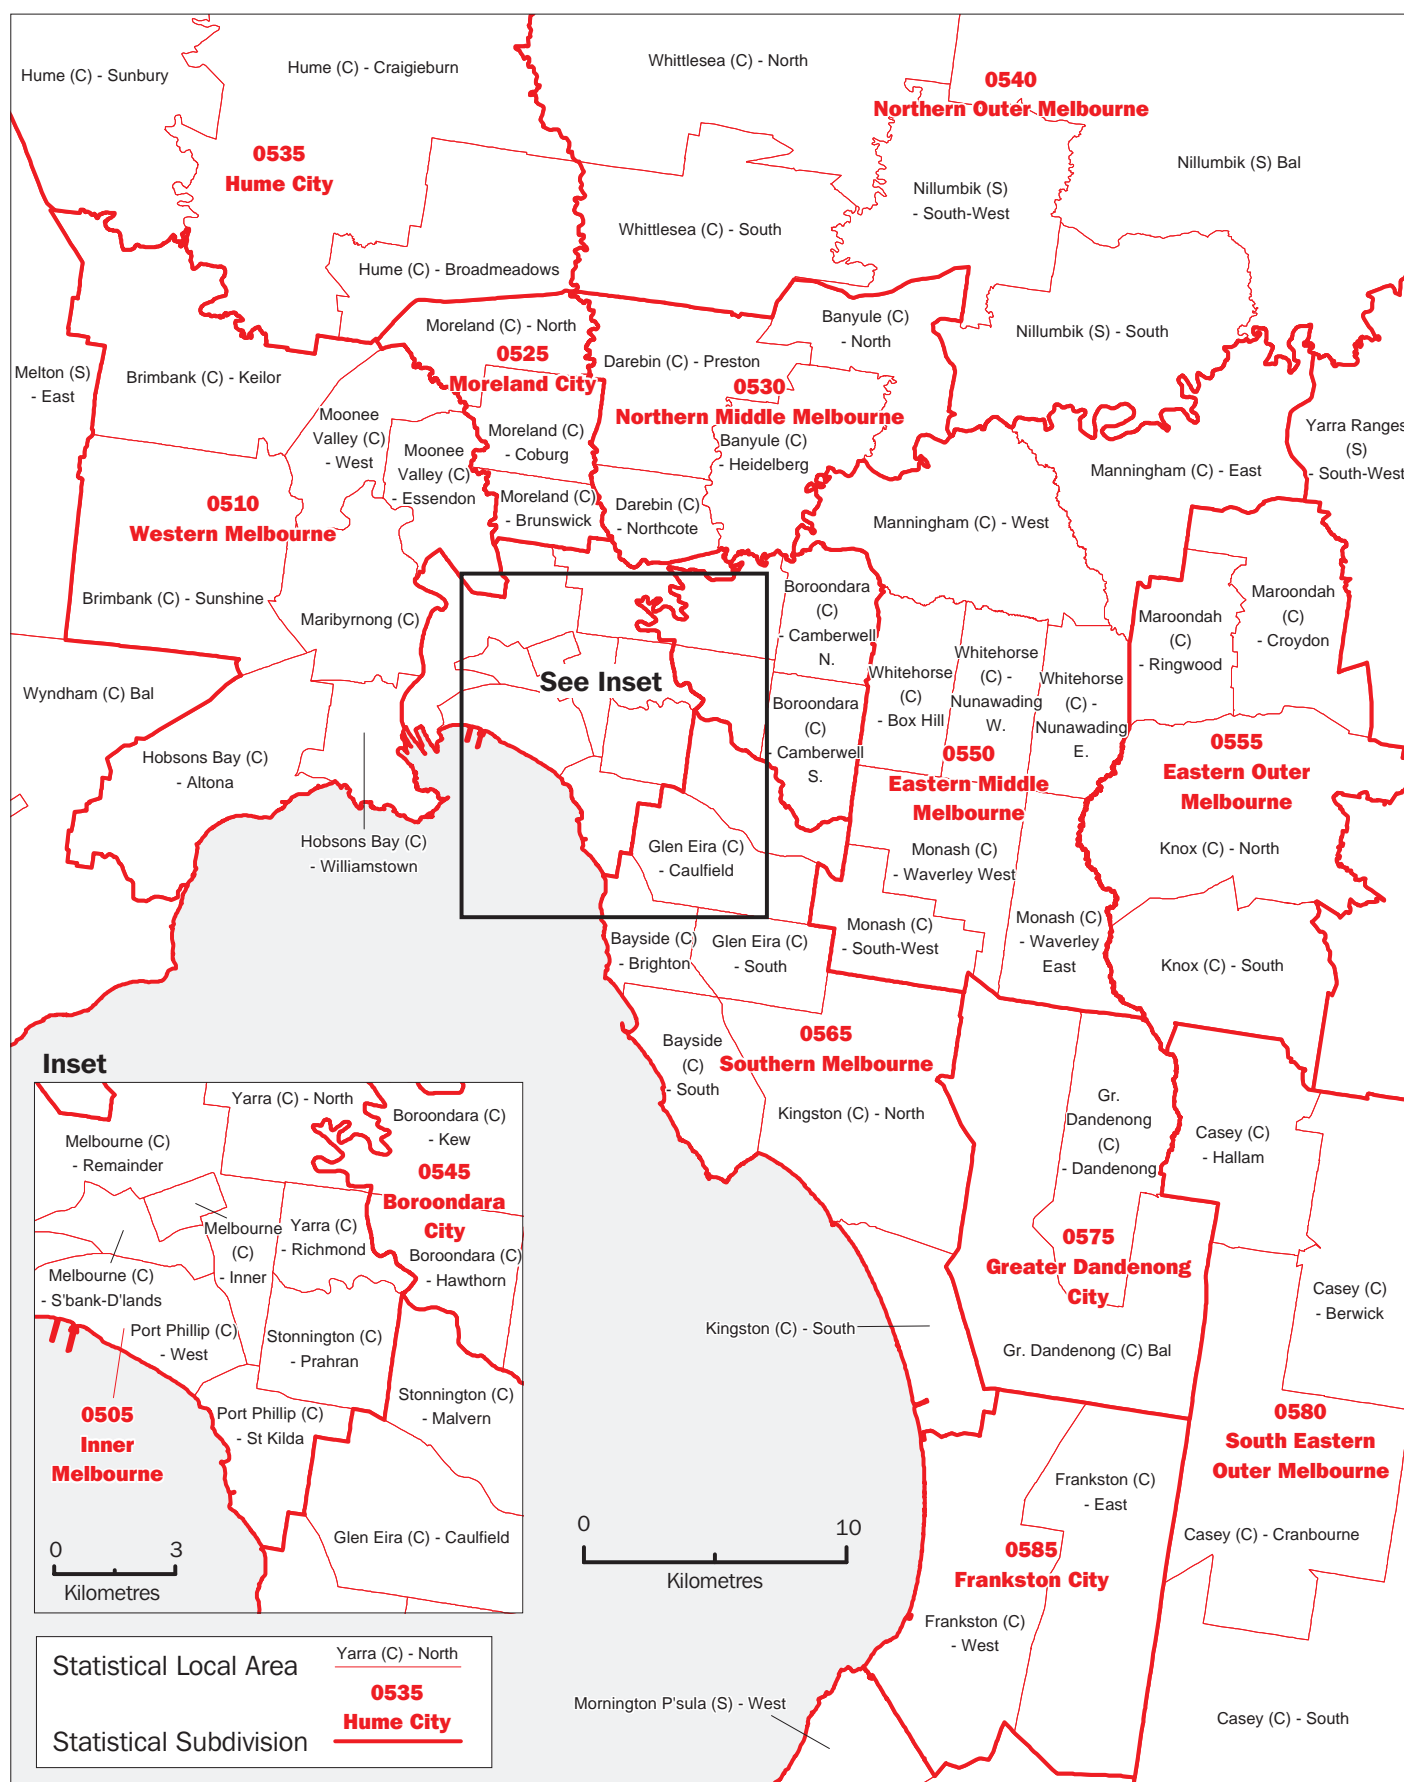 Hume (C) - Sunbury
Hume (C) - Craigieburn
Whittlesea (C) - North
0540
Northern Outer Melbourne
0535
Hume City
Nillumbik (S) Bal
Nillumbik (S)
- South-West
Whittlesea (C) - South
Hume (C) - Broadmeadows
Moreland (C) - North
Banyule (C)
- North
Nillumbik (S) - South
Melton (S)
- East
Brimbank (C) - Keilor
0525
Moreland City
Darebin (C) - Preston
0530
Northern Middle Melbourne
Moonee
Valley (C)
- West
Moonee
Valley (C)
- Essendon
Moreland (C)
- Coburg
Banyule (C)
- Heidelberg
Yarra Ranges
(S)
- South-West
Manningham (C) - East
0510
Western Melbourne
Moreland (C)
- Brunswick
Darebin (C)
- Northcote
Manningham (C) - West
Brimbank (C) - Sunshine
Maribyrnong (C)
Boroondara
(C)
- Camberwell
N.
Maroondah
(C)
- Ringwood
Maroondah
(C)
- Croydon
See Inset
Whitehorse
(C)
- Box Hill
Whitehorse
(C) -
Nunawading
W.
Whitehorse
(C) -
Nunawading
E.
Wyndham (C) Bal
Boroondara
(C)
- Camberwell
S.
Hobsons Bay (C)
- Altona
0550
Eastern Middle
Melbourne
0555
Eastern Outer
Melbourne
Hobsons Bay (C)
- Williamstown
Glen Eira (C)
- Caulfield
Monash (C)
- Waverley West
Knox (C) - North
Bayside (C)
- Brighton
Glen Eira (C)
- South
Monash (C)
- South-West
Monash (C)
- Waverley
East
Knox (C) - South
0565
Southern Melbourne
Bayside
(C)
- South
Kingston (C) - North
Gr.
Dandenong
(C)
- Dandenong
Casey (C)
- Hallam
0575
Greater Dandenong
City
Casey (C)
- Berwick
Kingston (C) - South
Gr. Dandenong (C) Bal
0580
South Eastern
Outer Melbourne
Frankston (C)
- East
Casey (C) - Cranbourne
0585
Frankston City
Frankston (C)
- West
Mornington P'sula (S) - West
Casey (C) - South
0 10
Kilometres
Inset
Yarra (C) - North
Boroondara (C)
- Kew
Melbourne (C)
- Remainder
0545
Boroondara
City
Melbourne
(C)
- Inner
Yarra (C)
- Richmond
Boroondara (C)
- Hawthorn
Melbourne (C)
- S'bank-D'lands
Port Phillip (C)
- West
Stonnington (C)
- Prahran
Stonnington (C)
- Malvern
0505
Inner
Melbourne
Port Phillip (C)
- St Kilda
Glen Eira (C) - Caulfield
0 3
Kilometres
Statistical Local Area
Yarra (C) - North
0535
Hume City
Statistical Subdivision